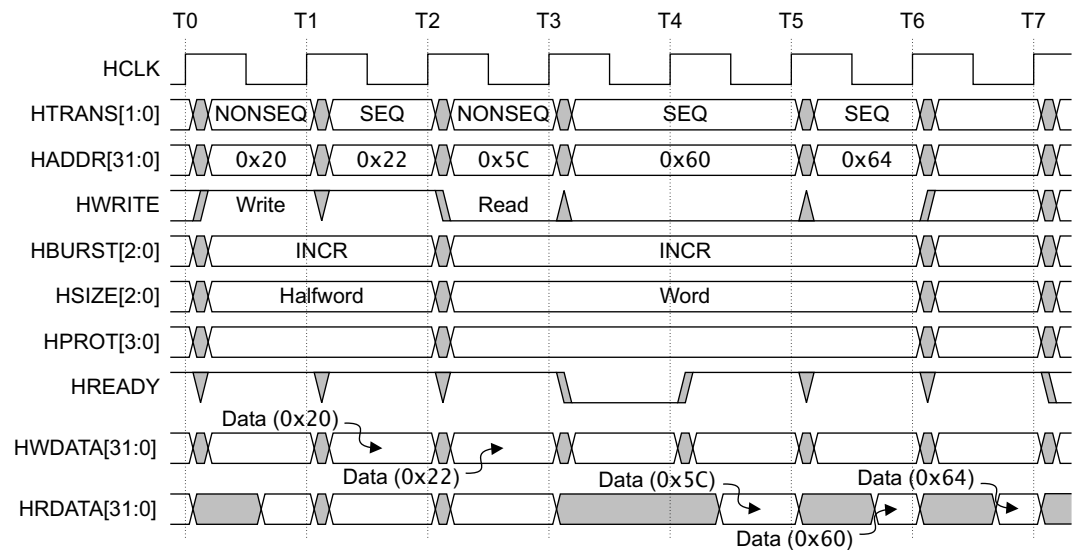 T0 T1 T2 T3 T4 T5 T6 T7
HCLK
HTRANS[1:0] NONSEQ SEQ NONSEQ SEQ SEQ
HADDR[31:0] 0x20 0x22 0x5C 0x60 0x64
HWRITE Write Read
HBURST[2:0] INCR INCR
HSIZE[2:0] Halfword Word
HPROT[3:0]
HREADY
Data (0x20)
HWDATA[31:0]
Data (0x22) Data (0x5C) Data (0x64)
HRDATA[31:0]
Data (0x60)